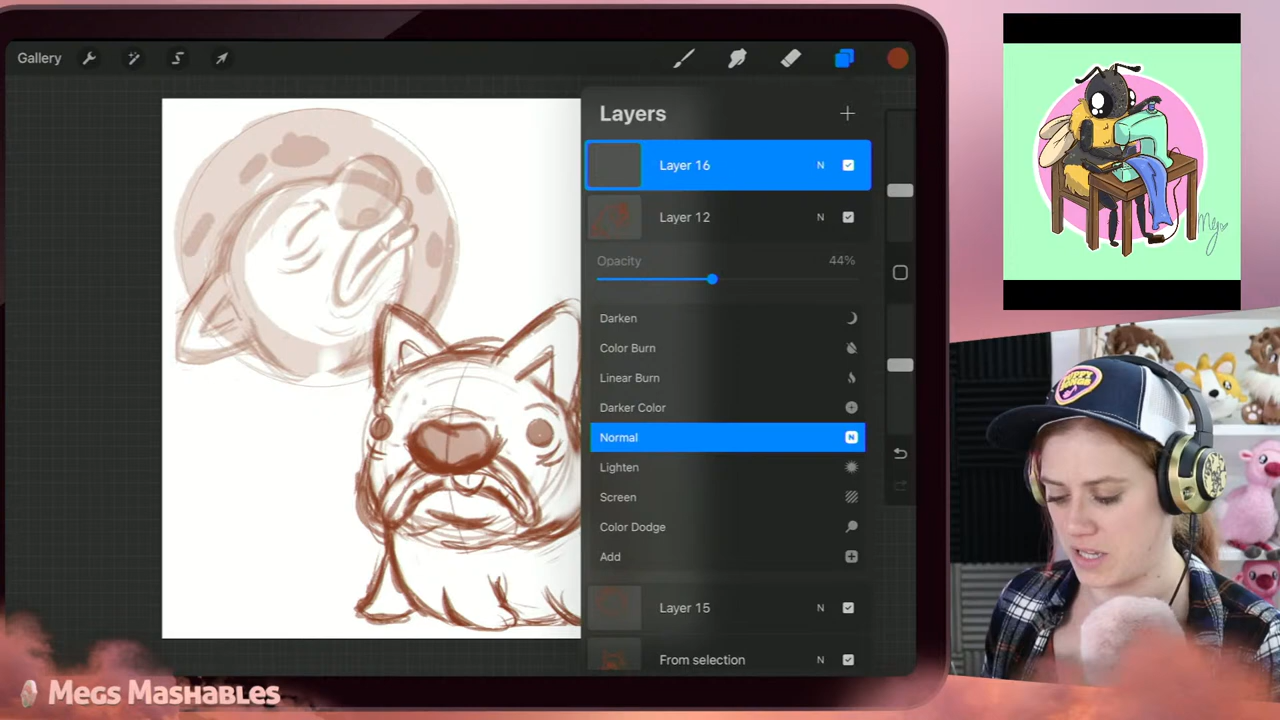 Gallery
Layers
Layer 16 N
Layer 12 N
Opacity 44%
Darken
Color Burn
Linear Burn
Darker Color
Normal N
Lighten
Screen
Color Dodge
Add
Layer 15 N
From selection N
Megs Mashables